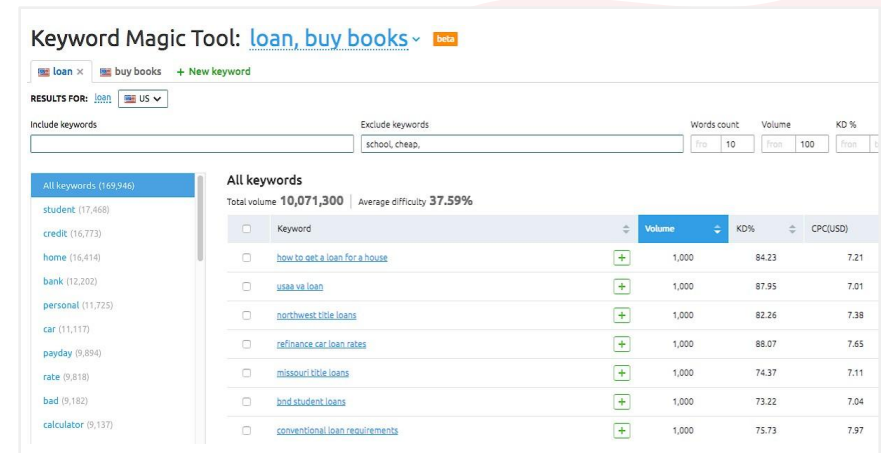 Keyword Magic Tool: loan, buy books beta
loan × buy books + New keyword
RESULTS FOR: loan US
Include keywords Exclude keywords Words count Volume KD %
school, cheap, fro 10 fron 100 fron
All keywords (169,946)
student (17,468)
credit (16,773)
home (16,414)
bank (12,202)
personal (11,725)
car (11,117)
payday (9,894)
rate (9,818)
bad (9,182)
calculator (9,137)
All keywords
Total volume 10,071,300 | Average difficulty 37.59%
Keyword Volume KD% CPC(USD)
how to get a loan for a house + 1,000 84.23 7.21
usaa va loan + 1,000 87.95 7.01
northwest title loans + 1,000 82.26 7.38
refinance car loan rates + 1,000 88.07 7.65
missouri title loans + 1,000 74.37 7.11
bnd student loans + 1,000 73.22 7.04
conventional loan requirements + 1,000 75.73 7.97